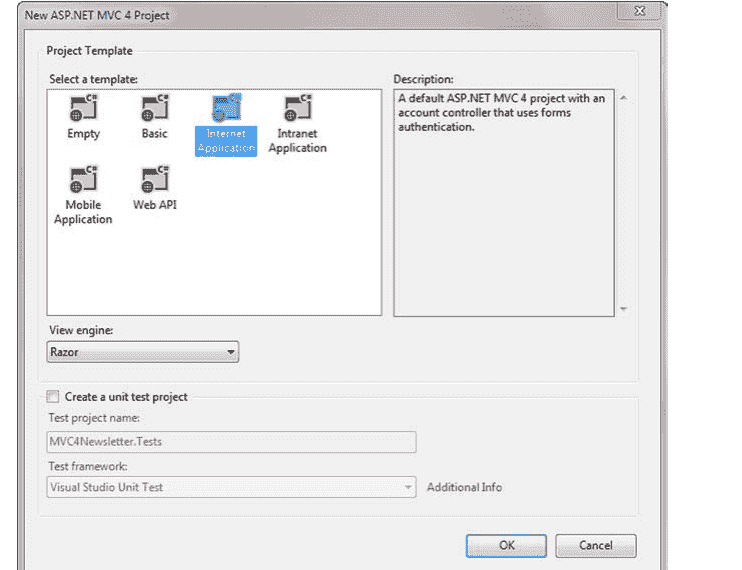 New ASP.NET MVC 4 Project
Project Template
Select a template:
Description:
C#
C#
C#
C#
Empty
Basic
Internet
Application
Intranet
Application
A default ASP.NET MVC 4 project with an
account controller that uses forms
authentication.
C#
C#
Mobile
Application
Web API
View engine:
Razor
Create a unit test project
Test project name:
MVC4Newsletter.Tests
Test framework:
Visual Studio Unit Test
Additional Info
OK
Cancel